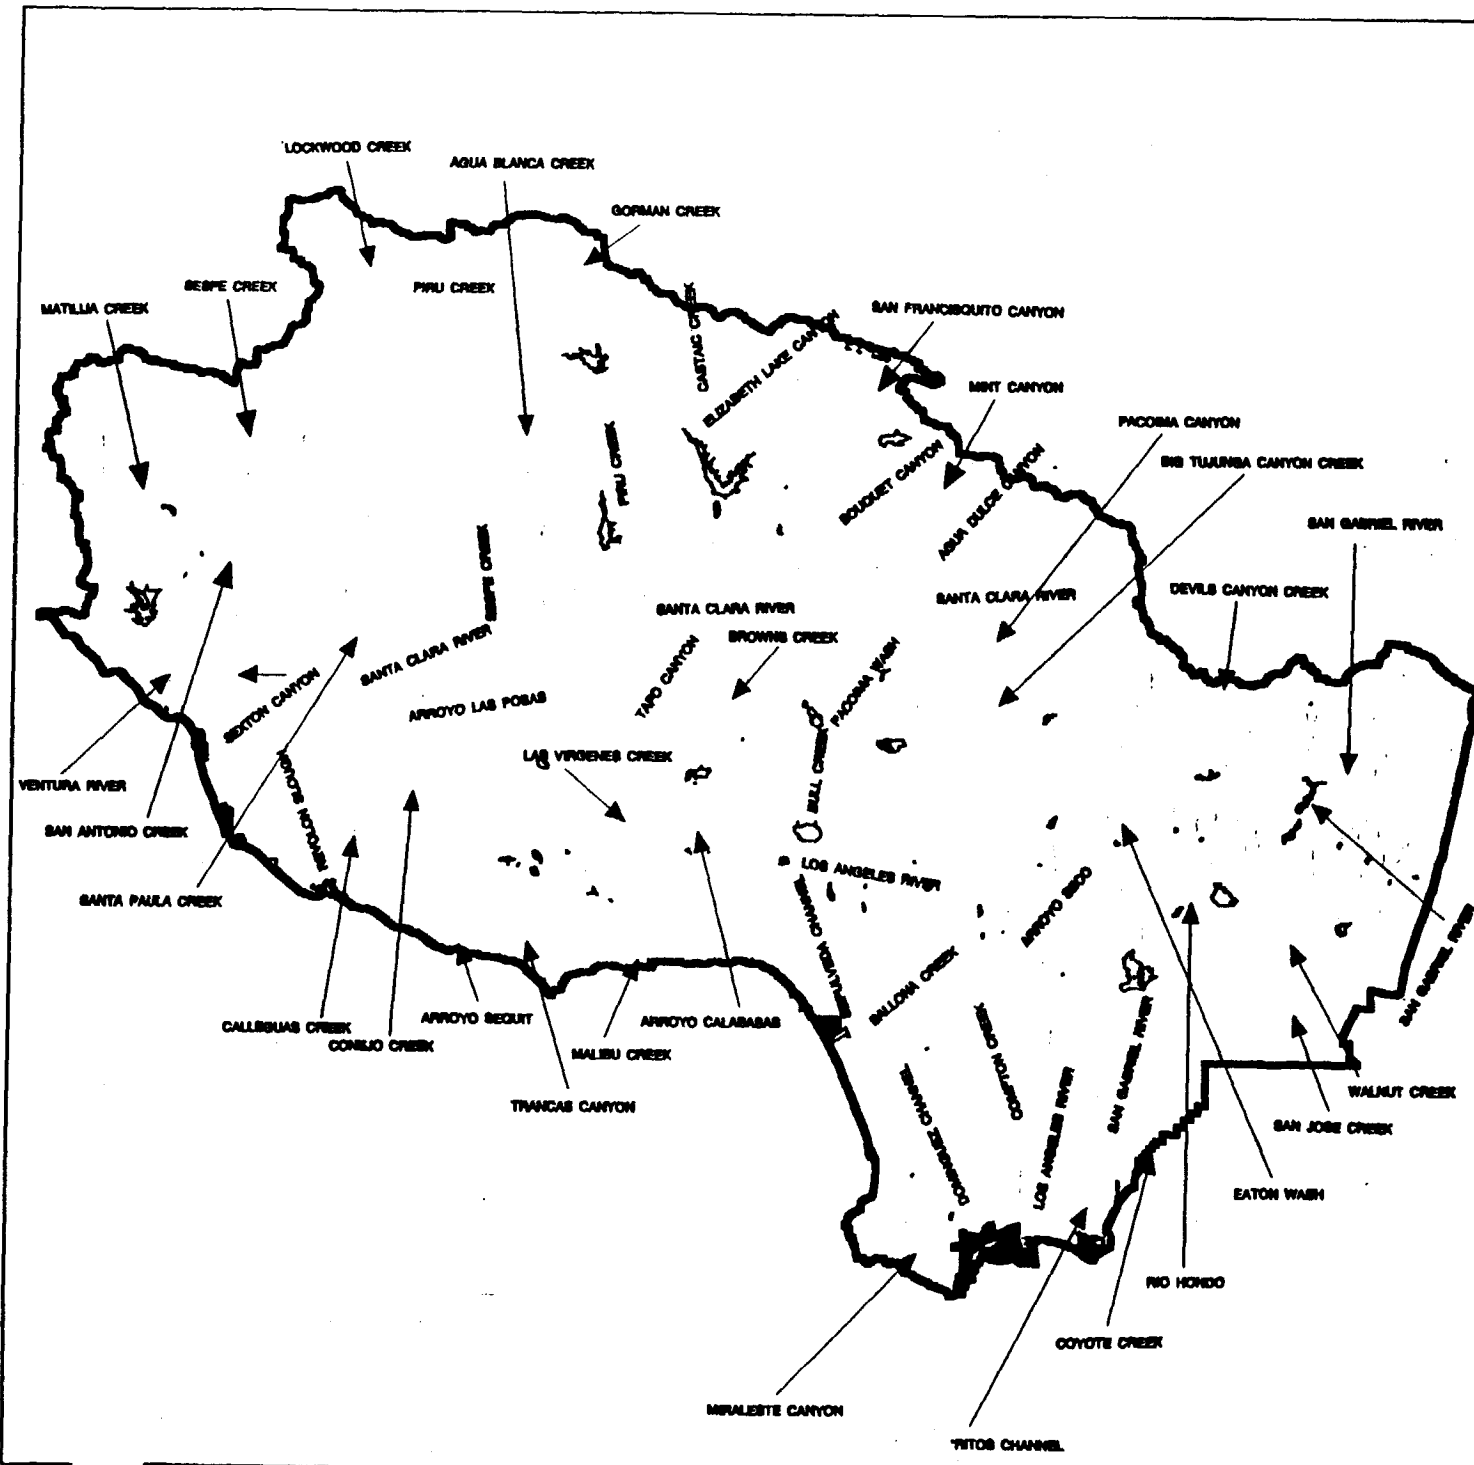 LOCKWOOD CREEK
AGUA BLANCA CREEK
GORMAN CREEK
SESPE CREEK
PIRU CREEK
MATILIJA CREEK
CASTAIC CREEK
SAN FRANCISQUITO CANYON
ELIZABETH LAKE CANYON
MINT CANYON
PACOIMA CANYON
BIG TUJUNGA CANYON CREEK
PIRU CREEK
BOUQUET CANYON
AGUA DULCE CANYON
SAN GABRIEL RIVER
SESPE CREEK
SANTA CLARA RIVER
SANTA CLARA RIVER
DEVILS CANYON CREEK
SANTA CLARA RIVER
BROWNS CREEK
TAPO CANYON
PACOIMA WASH
SEXTON CANYON
ARROYO LAS POSAS
LAS VIRGENES CREEK
BULL CREEK
VENTURA RIVER
REVOLON SLOUGH
SAN ANTONIO CREEK
LOS ANGELES RIVER
SANTA PAULA CREEK
ARROYO SECO
SEPULVEDA CHANNEL
BALLONA CREEK
SAN GABRIEL RIVER
CALLEGUAS CREEK
CONEJO CREEK
ARROYO SEQUIT
MALIBU CREEK
ARROYO CALABASAS
COMPTON CREEK
SAN GABRIEL RIVER
TRANCAS CANYON
DOMINGUEZ CHANNEL
LOS ANGELES RIVER
WALNUT CREEK
SAN JOSE CREEK
EATON WASH
RIO HONDO
COYOTE CREEK
MIRALESTE CANYON
RITOS CHANNEL